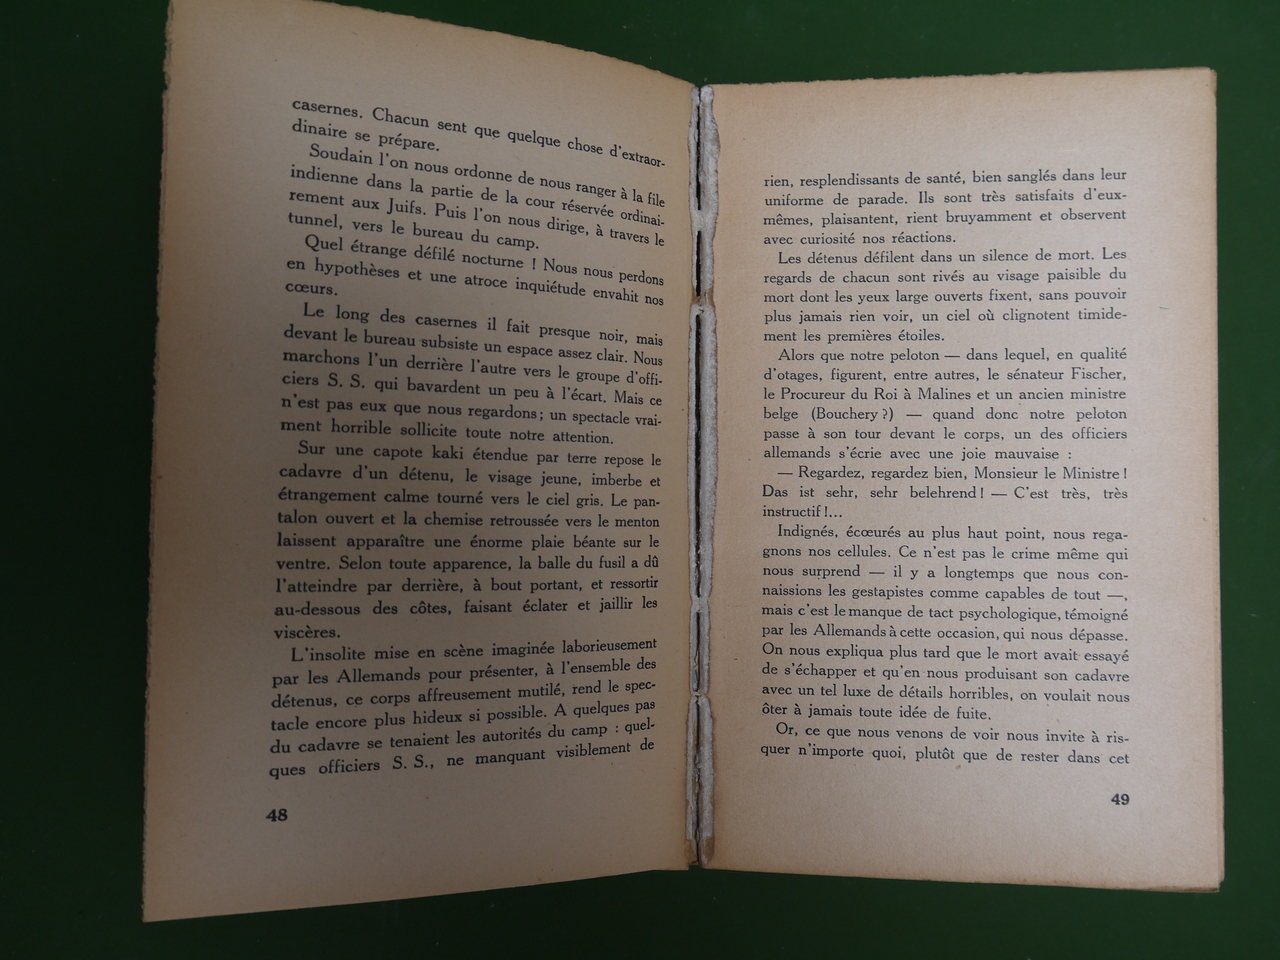 casernes. Chacun sent que quelque chose d'extraor-
dinaire se prépare.
Soudain l'on nous ordonne de nous ranger à la file
indienne dans la partie de la cour réservée ordinai-
rement aux Juifs. Puis l'on nous dirige, à travers le
tunnel, vers le bureau du camp.
Quel étrange défilé nocturne ! Nous nous perdons
en hypothèses et une atroce inquiétude envahit nos
cœurs.
Le long des casernes il fait presque noir, mais
devant le bureau subsiste un espace assez clair. Nous
marchons l'un derrière l'autre vers le groupe d'offi-
ciers S. S. qui bavardent un peu à l'écart. Mais ce
n'est pas eux que nous regardons; un spectacle vrai-
ment horrible sollicite toute notre attention.
Sur une capote kaki étendue par terre repose le
cadavre d'un détenu, le visage jeune, imberbe et
étrangement calme tourné vers le ciel gris. Le pan-
talon ouvert et la chemise retroussée vers le menton
laissent apparaître une énorme plaie béante sur le
ventre. Selon toute apparence, la balle du fusil a dû
l'atteindre par derrière, à bout portant, et ressortir
au-dessous des côtes, faisant éclater et jaillir les
viscères.
L'insolite mise en scène imaginée laborieusement
par les Allemands pour présenter, à l'ensemble des
détenus, ce corps affreusement mutilé, rend le spec-
tacle encore plus hideux si possible. A quelques pas
du cadavre se tenaient les autorités du camp : quel-
ques officiers S. S., ne manquant visiblement de
48
rien, resplendissants de santé, bien sanglés dans leur
uniforme de parade. Ils sont très satisfaits d'eux-
mêmes, plaisantent, rient bruyamment et observent
avec curiosité nos réactions.
Les détenus défilent dans un silence de mort. Les
regards de chacun sont rivés au visage paisible du
mort dont les yeux large ouverts fixent, sans pouvoir
plus jamais rien voir, un ciel où clignotent timide-
ment les premières étoiles.
Alors que notre peloton — dans lequel, en qualité
d'otages, figurent, entre autres, le sénateur Fischer,
le Procureur du Roi à Malines et un ancien ministre
belge (Bouchery ?) — quand donc notre peloton
passe à son tour devant le corps, un des officiers
allemands s'écrie avec une joie mauvaise :
— Regardez, regardez bien, Monsieur le Ministre !
Das ist sehr, sehr belehrend ! — C'est très, très
instructif !...
Indignés, écœurés au plus haut point, nous rega-
gnons nos cellules. Ce n'est pas le crime même qui
nous surprend — il y a longtemps que nous con-
naissions les gestapistes comme capables de tout —,
mais c'est le manque de tact psychologique, témoigné
par les Allemands à cette occasion, qui nous dépasse.
On nous expliqua plus tard que le mort avait essayé
de s'échapper et qu'en nous produisant son cadavre
avec un tel luxe de détails horribles, on voulait nous
ôter à jamais toute idée de fuite.
Or, ce que nous venons de voir nous invite à ris-
quer n'importe quoi, plutôt que de rester dans cet
49